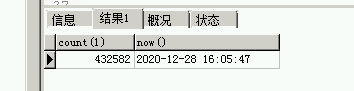 信息 结果1 概况 状态
count(1) now()
432582 2020-12-28 16:05:47